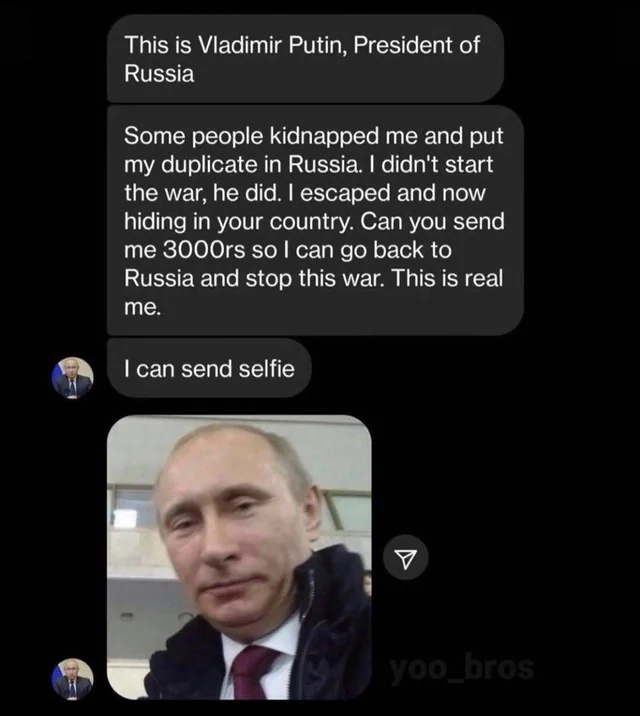 This is Vladimir Putin, President of
Russia
Some people kidnapped me and put
my duplicate in Russia. I didn't start
the war, he did. I escaped and now
hiding in your country. Can you send
me 3000rs so I can go back to
Russia and stop this war. This is real
me.
I can send selfie
yoo_bros